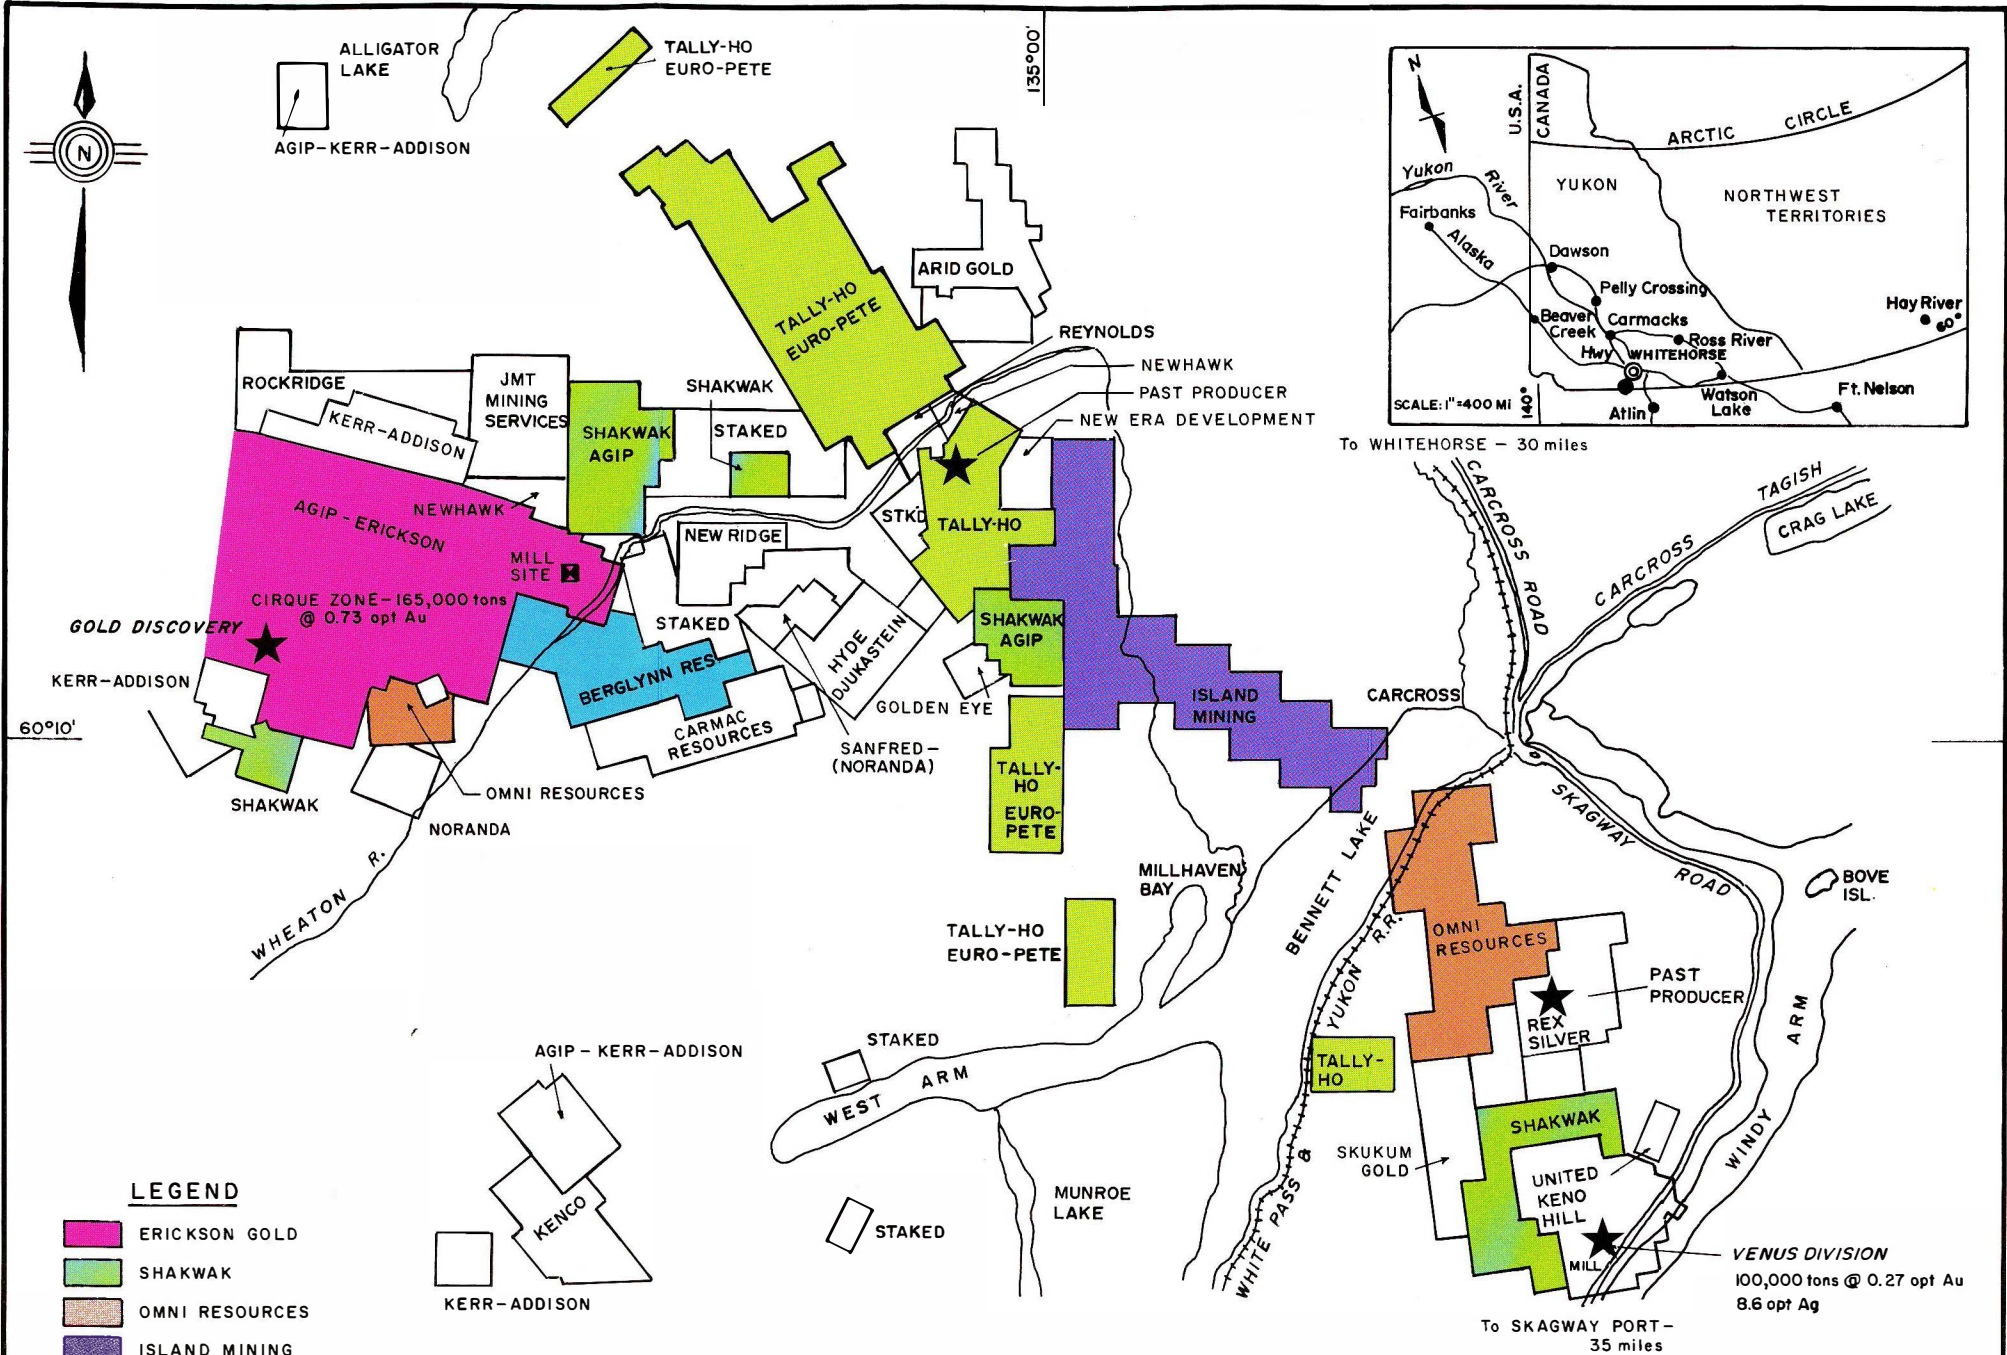 ALLIGATOR
LAKE
AGIP-KERR-ADDISON
TALLY-HO
EURO-PETE
135°00'
N
TALLY-HO
EURO-PETE
ARID GOLD
REYNOLDS
NEWHAWK
PAST PRODUCER
NEW ERA DEVELOPMENT
ROCKRIDGE
KERR-ADDISON
JMT
MINING
SERVICES
SHAKWAK
AGIP
SHAKWAK
STAKED
NEWHAWK
AGIP - ERICKSON
MILL
SITE
CIRQUE ZONE-165,000 tons
@ 0.73 opt Au
GOLD DISCOVERY
KERR-ADDISON
60°10'
SHAKWAK
OMNI RESOURCES
NORANDA
WHEATON R.
NEW RIDGE
STAKED
BERGLYNN RES.
CARMAC
RESOURCES
HYDE
DJUKASTEIN
SANFRED-
(NORANDA)
STKD
TALLY-HO
SHAKWAK
AGIP
GOLDEN EYE
TALLY-
HO
EURO-
PETE
ISLAND
MINING
TALLY-HO
EURO-PETE
MILLHAVEN
BAY
BENNETT LAKE
CARCROSS
N
U.S.A.
CANADA
ARCTIC CIRCLE
Yukon River
YUKON
NORTHWEST
TERRITORIES
Fairbanks
Alaska
Dawson
Pelly Crossing
Hay River
60°
Beaver
Creek
Carmacks
Ross River
Hwy
WHITEHORSE
Watson
Lake
Ft. Nelson
Atlin
SCALE: 1"=400 Mi
140°
To WHITEHORSE - 30 miles
CARCROSS ROAD
TAGISH
CARCROSS
CRAG LAKE
SKAGWAY ROAD
BOVE
ISL.
OMNI
RESOURCES
PAST
PRODUCER
REX
SILVER
WINDY ARM
WHITE PASS & YUKON R.R.
TALLY-
HO
SKUKUM
GOLD
SHAKWAK
UNITED
KENO
HILL
MILL
VENUS DIVISION
100,000 tons @ 0.27 opt Au
8.6 opt Ag
To SKAGWAY PORT-
35 miles
STAKED
WEST ARM
MUNROE
LAKE
STAKED
AGIP - KERR-ADDISON
KENCO
KERR-ADDISON
LEGEND
ERICKSON GOLD
SHAKWAK
OMNI RESOURCES
ISLAND MINING